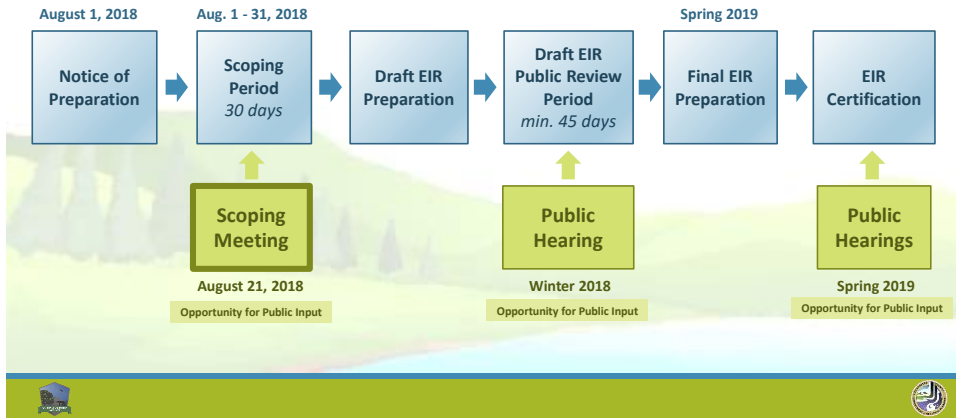 August 1, 2018
Aug. 1 - 31, 2018
Spring 2019
Notice of
Preparation
Scoping
Period
30 days
Draft EIR
Preparation
Draft EIR
Public Review
Period
min. 45 days
Final EIR
Preparation
EIR
Certification
Scoping
Meeting
Public
Hearing
Public
Hearings
August 21, 2018
Winter 2018
Spring 2019
Opportunity for Public Input
Opportunity for Public Input
Opportunity for Public Input